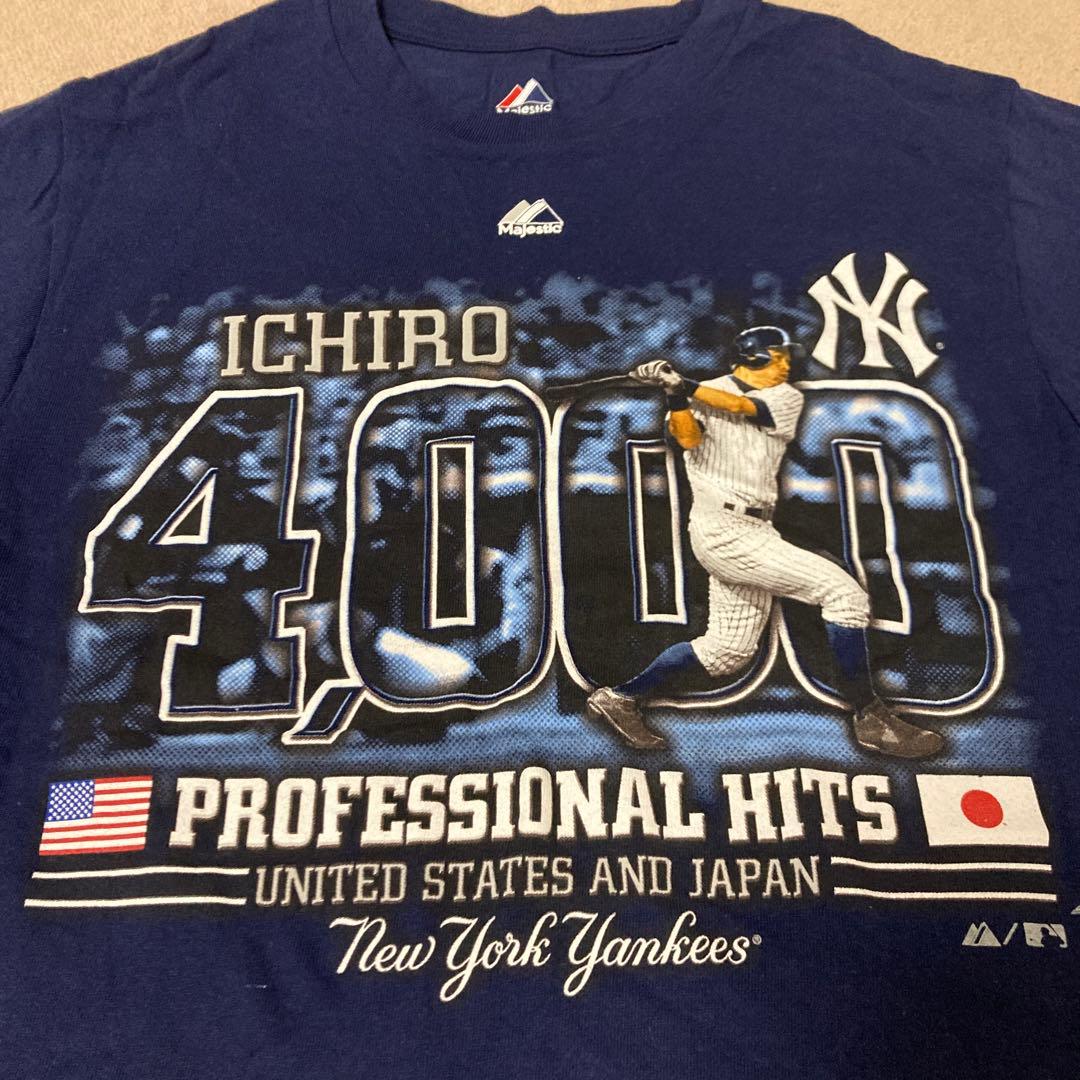 Majestic
Majestic
NY
ICHIRO
4,000
PROFESSIONAL HITS
UNITED STATES AND JAPAN
New York Yankees®